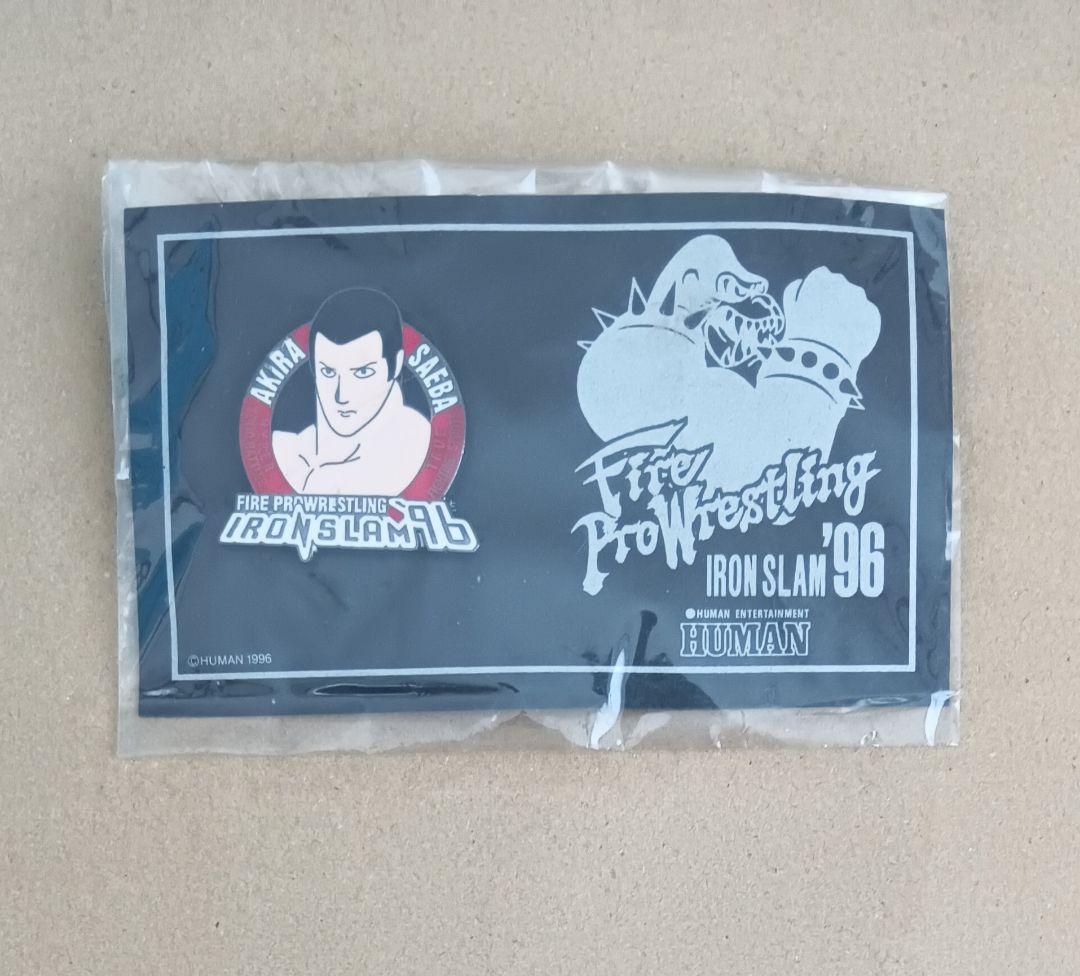 AKIRA SAEBA
FIRE PROWRESTLING
IRONSLAM'96
©HUMAN 1996
Fire
ProWrestling
IRON SLAM '96
HUMAN ENTERTAINMENT
HUMAN